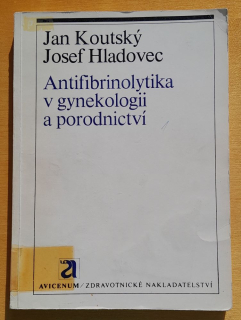 Jan Koutský
Josef Hladovec
Antifibrinolytika
v gynekologii
a porodnictví
a
AVICENUM/ZDRAVOTNICKÉ NAKLADATELSTVÍ